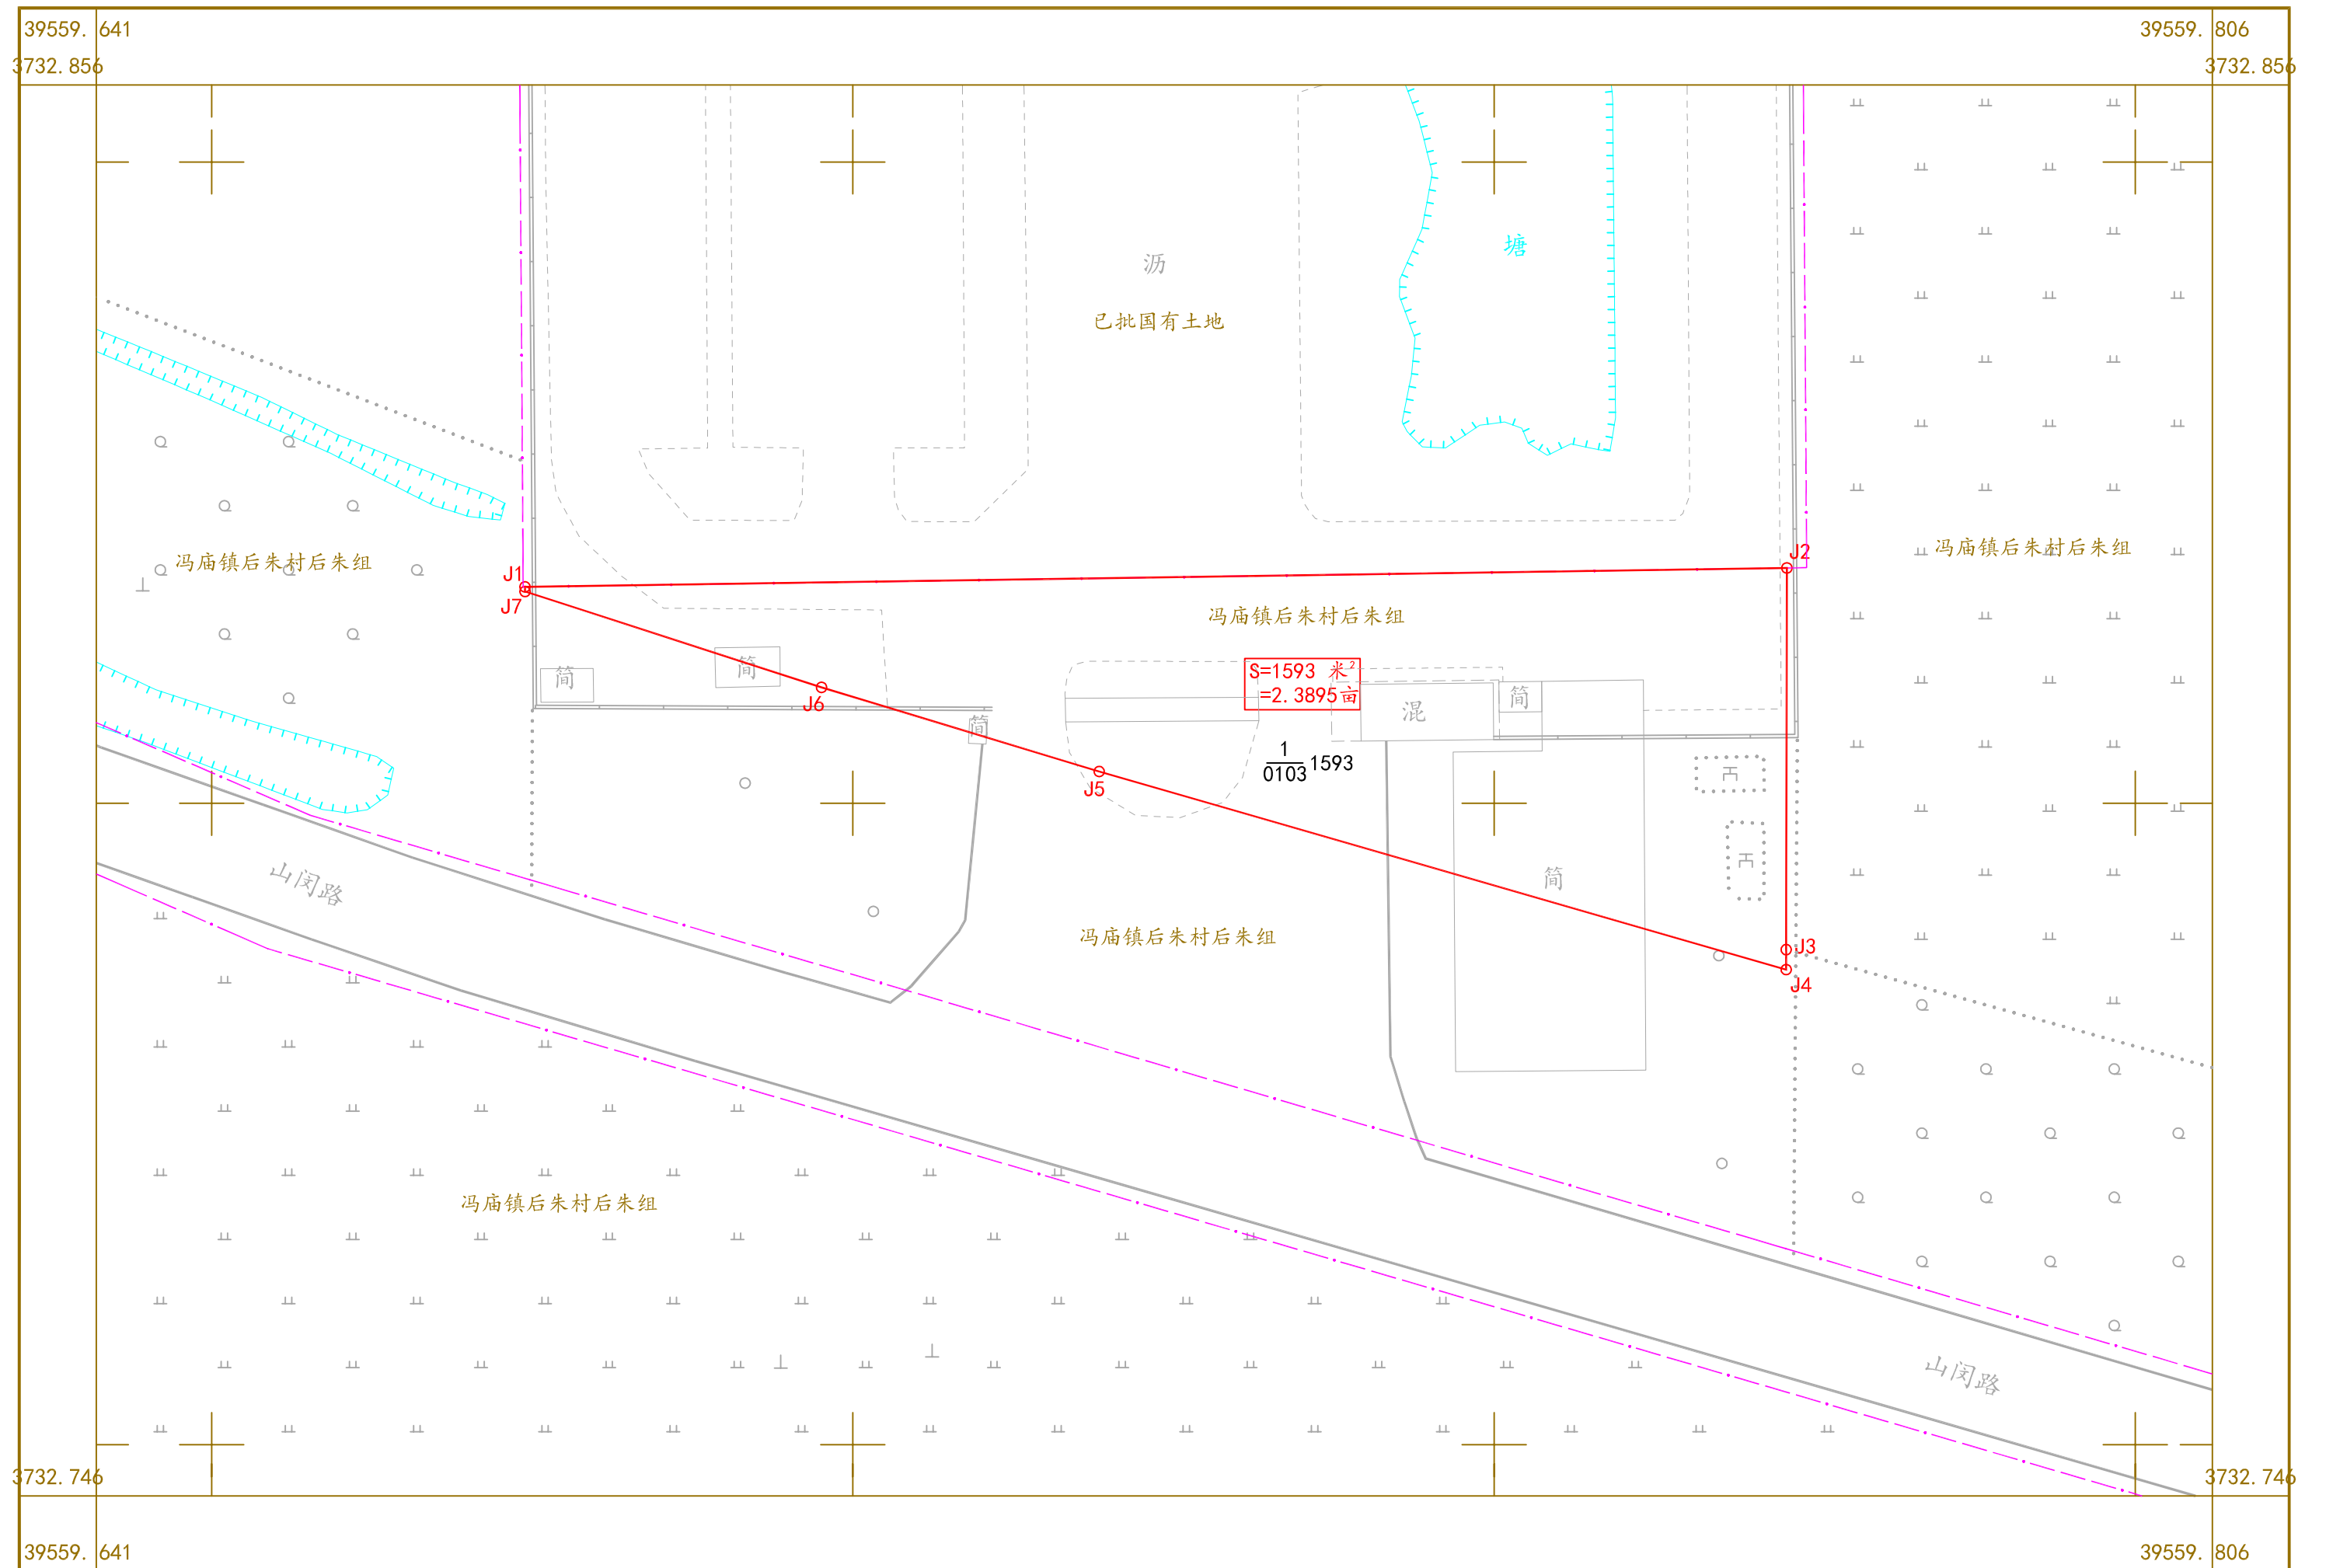 39559. 641
39559. 806
3732. 856
3732. 856
沥
塘
已批国有土地
冯庙镇后朱村后朱组
冯庙镇后朱村后朱组
J1
J2
J7
冯庙镇后朱村后朱组
简
简
S=1593 米²
=2.3895亩
J6
简
混
简
1
0103
1593
J5
山闵路
简
冯庙镇后朱村后朱组
J3
J4
冯庙镇后朱村后朱组
山闵路
3732. 746
3732. 746
39559. 641
39559. 806